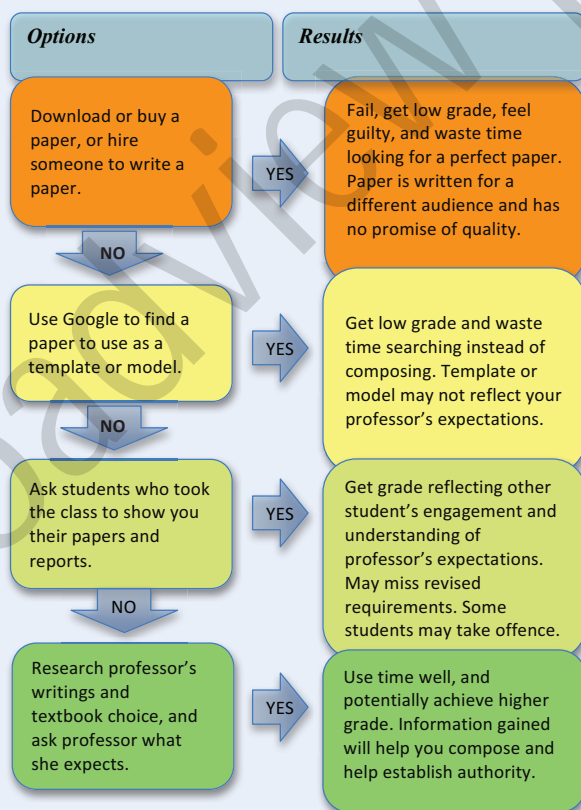 Options
Results
Download or buy a
paper, or hire
someone to write a
paper.
YES
Fail, get low grade, feel
guilty, and waste time
looking for a perfect paper.
Paper is written for a
different audience and has
no promise of quality.
NO
Use Google to find a
paper to use as a
template or model.
YES
Get low grade and waste
time searching instead of
composing. Template or
model may not reflect your
professor’s expectations.
NO
Ask students who took
the class to show you
their papers and
reports.
YES
Get grade reflecting other
student’s engagement and
understanding of
professor’s expectations.
May miss revised
requirements. Some
students may take offence.
NO
Research professor’s
writings and
textbook choice, and
ask professor what
she expects.
YES
Use time well, and
potentially achieve higher
grade. Information gained
will help you compose and
help establish authority.